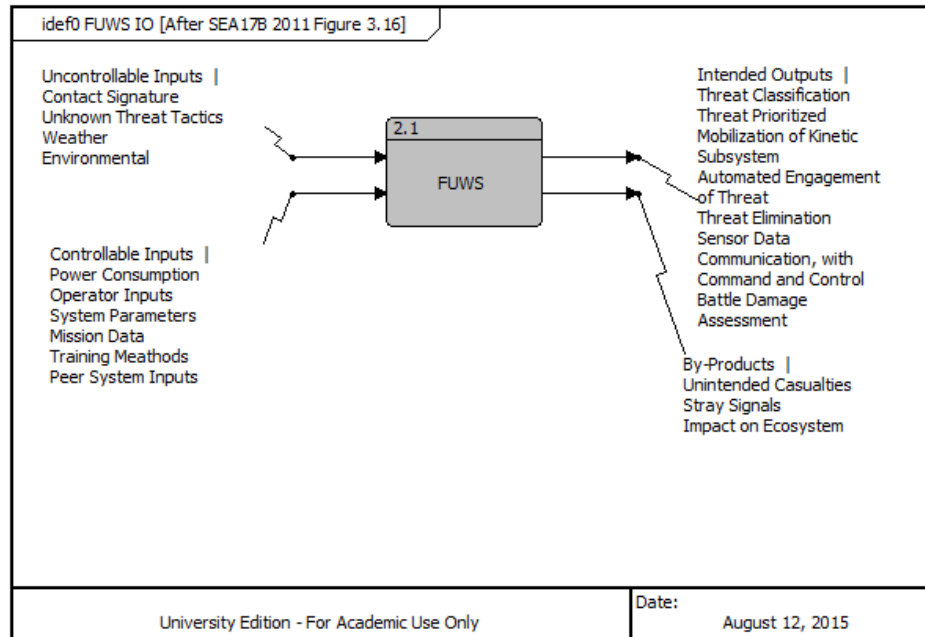 idef0 FUWS IO [After SEA17B 2011 Figure 3.16]
Uncontrollable Inputs |
Contact Signature
Unknown Threat Tactics
Weather
Environmental
2.1
FUWS
Intended Outputs |
Threat Classification
Threat Prioritized
Mobilization of Kinetic
Subsystem
Automated Engagement
of Threat
Threat Elimination
Sensor Data
Communication, with
Command and Control
Battle Damage
Assessment
Controllable Inputs |
Power Consumption
Operator Inputs
System Parameters
Mission Data
Training Meathods
Peer System Inputs
By-Products |
Unintended Casualties
Stray Signals
Impact on Ecosystem
University Edition - For Academic Use Only
Date:
August 12, 2015